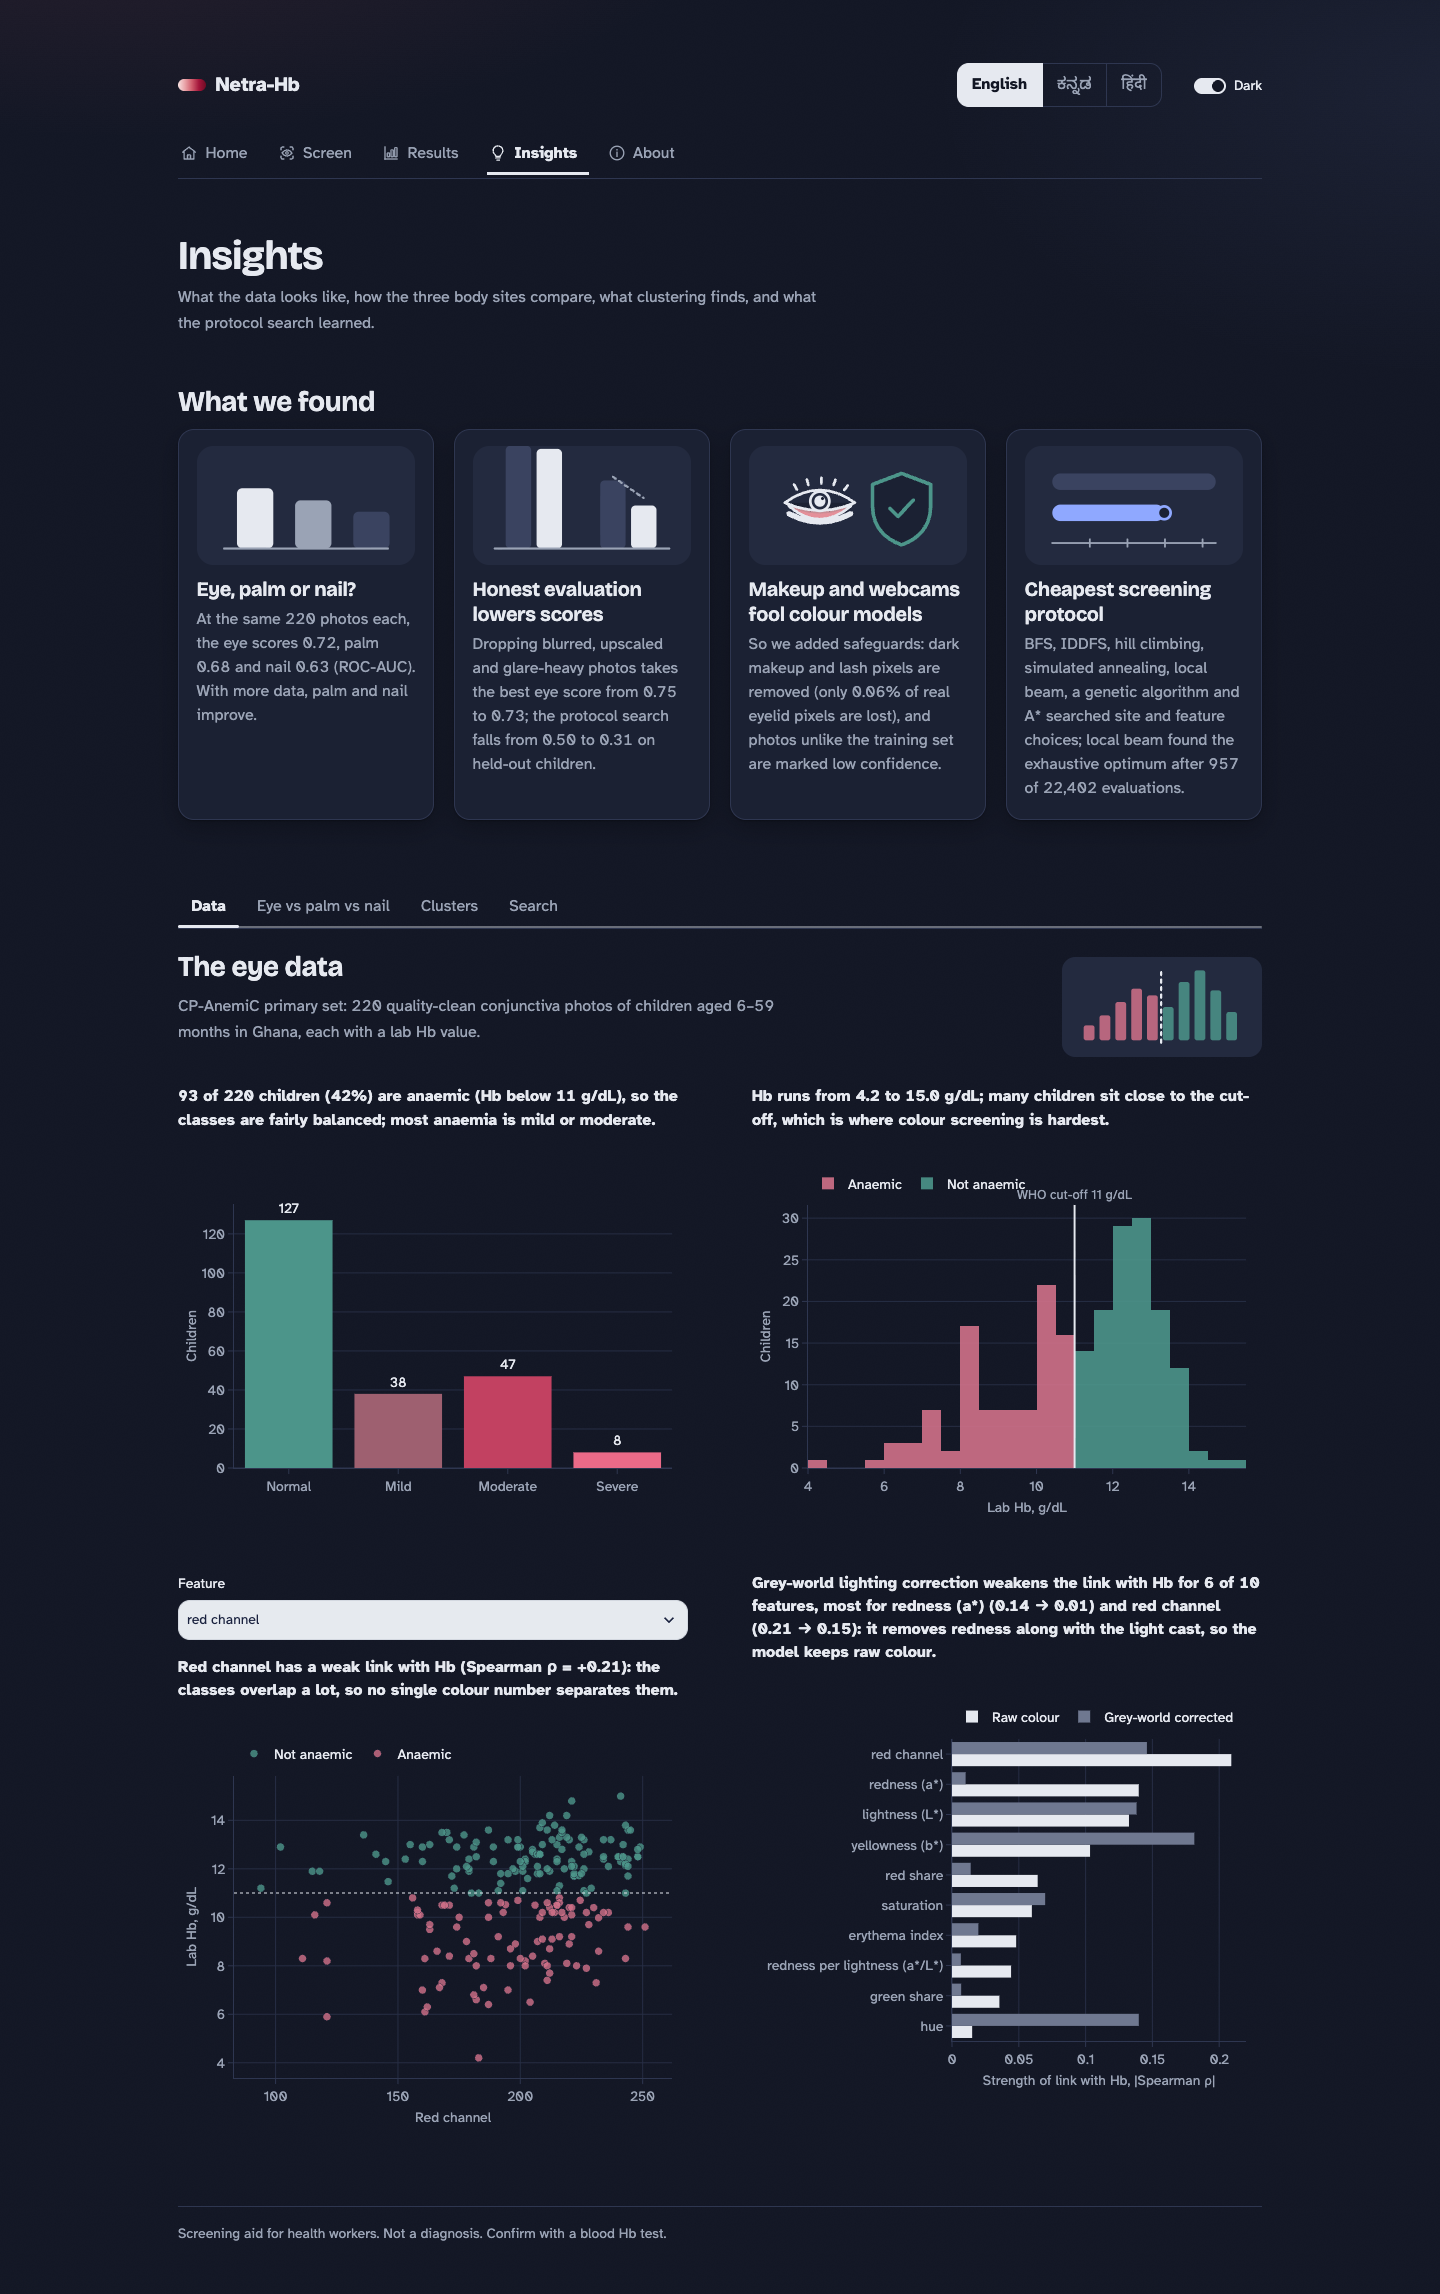 Netra-Hb
English
ಕನ್ನಡ
हिंदी
Dark
Home
Screen
Results
Insights
About
Insights
What the data looks like, how the three body sites compare, what clustering finds, and what
the protocol search learned.
What we found
Eye, palm or nail?
At the same 220 photos each,
the eye scores 0.72, palm
0.68 and nail 0.63 (ROC-AUC).
With more data, palm and nail
improve.
Honest evaluation
lowers scores
Dropping blurred, upscaled
and glare-heavy photos takes
the best eye score from 0.75
to 0.73; the protocol search
falls from 0.50 to 0.31 on
held-out children.
Makeup and webcams
fool colour models
So we added safeguards: dark
makeup and lash pixels are
removed (only 0.06% of real
eyelid pixels are lost), and
photos unlike the training set
are marked low confidence.
Cheapest screening
protocol
BFS, IDDFS, hill climbing,
simulated annealing, local
beam, a genetic algorithm and
A* searched site and feature
choices; local beam found the
exhaustive optimum after 957
of 22,402 evaluations.
Data
Eye vs palm vs nail
Clusters
Search
The eye data
CP-AnemiC primary set: 220 quality-clean conjunctiva photos of children aged 6–59
months in Ghana, each with a lab Hb value.
93 of 220 children (42%) are anaemic (Hb below 11 g/dL), so the
classes are fairly balanced; most anaemia is mild or moderate.
127
38
47
8
120
100
80
60
40
20
0
Children
Normal
Mild
Moderate
Severe
Hb runs from 4.2 to 15.0 g/dL; many children sit close to the cut-
off, which is where colour screening is hardest.
Anaemic
Not anaemic
WHO cut-off 11 g/dL
30
25
20
15
10
5
0
Children
4
6
8
10
12
14
Lab Hb, g/dL
Feature
red channel
Red channel has a weak link with Hb (Spearman ρ = +0.21): the
classes overlap a lot, so no single colour number separates them.
Not anaemic
Anaemic
14
12
10
8
6
4
Lab Hb, g/dL
100
150
200
250
Red channel
Grey-world lighting correction weakens the link with Hb for 6 of 10
features, most for redness (a*) (0.14 → 0.01) and red channel
(0.21 → 0.15): it removes redness along with the light cast, so the
model keeps raw colour.
Raw colour
Grey-world corrected
red channel
redness (a*)
lightness (L*)
yellowness (b*)
red share
saturation
erythema index
redness per lightness (a*/L*)
green share
hue
0
0.05
0.1
0.15
0.2
Strength of link with Hb, |Spearman ρ|
Screening aid for health workers. Not a diagnosis. Confirm with a blood Hb test.